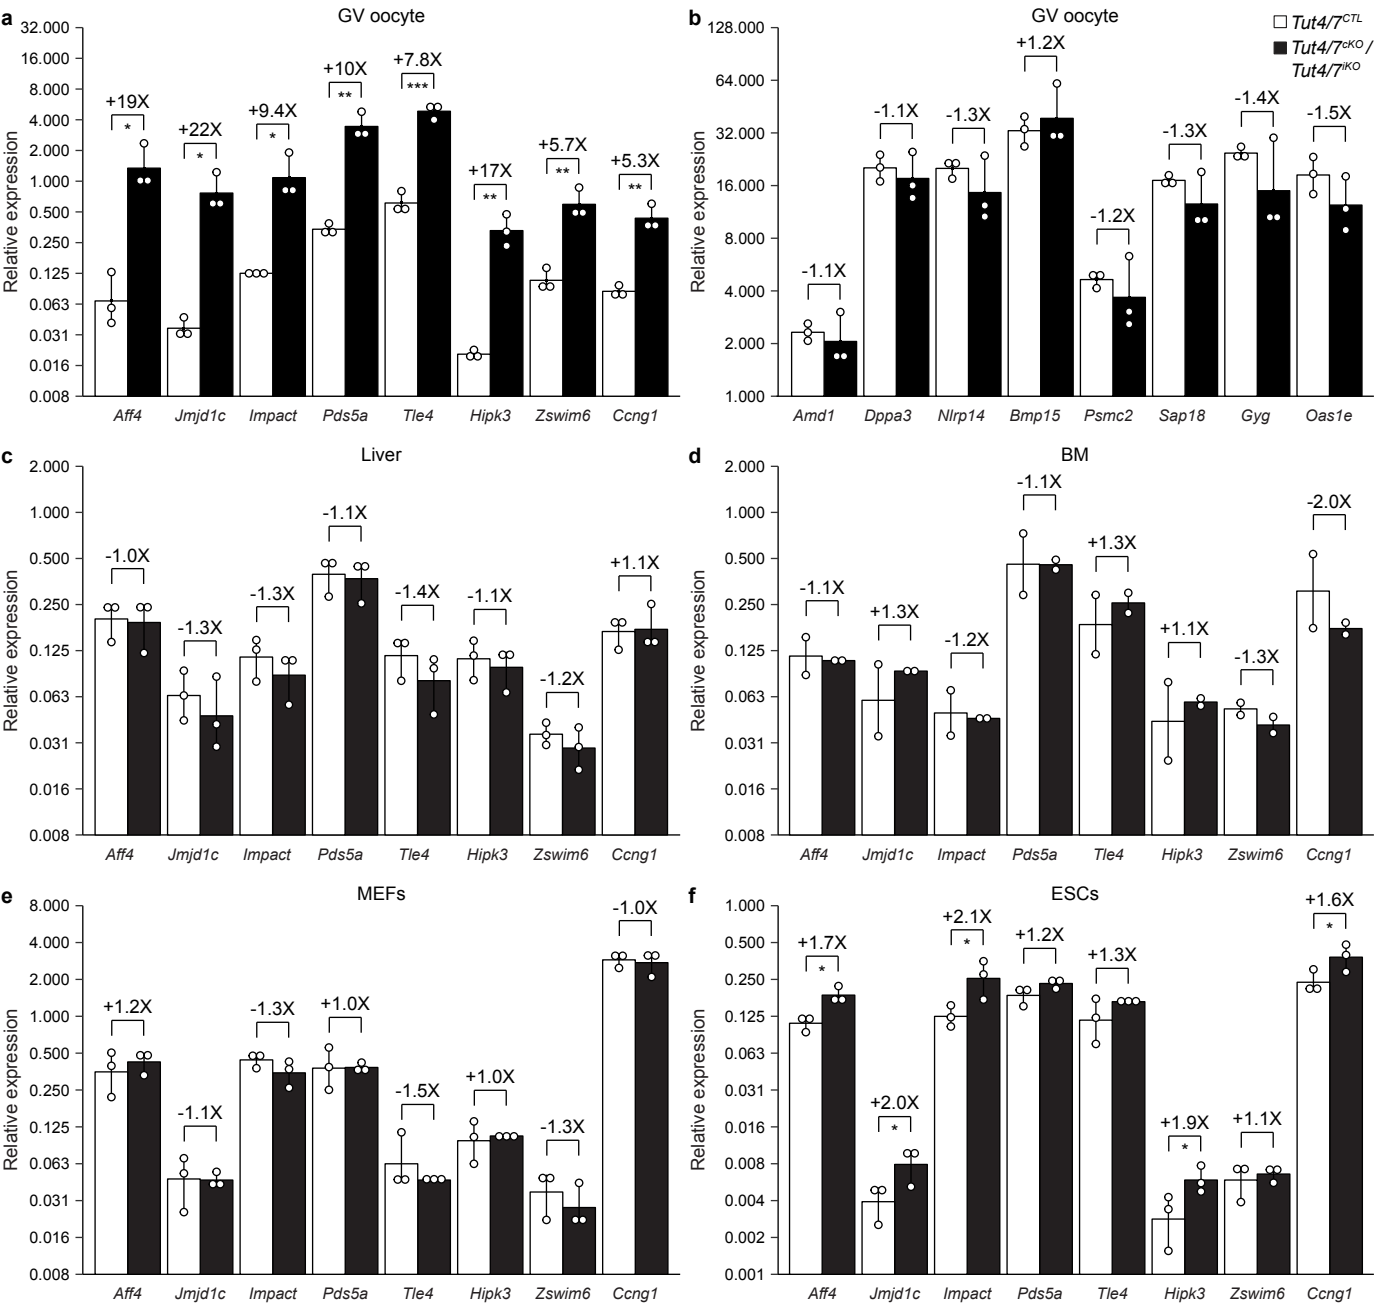 a
GV oocyte
Relative expression
32.000
16.000
8.000
4.000
2.000
1.000
0.500
0.250
0.125
0.063
0.031
0.016
0.008
+19X
*
+22X
*
+9.4X
*
+10X
**
+7.8X
***
+17X
**
+5.7X
**
+5.3X
**
Aff4 Jmjd1c Impact Pds5a Tle4 Hipk3 Zswim6 Ccng1
b
GV oocyte
Tut4/7CTL
Tut4/7cKO /
Tut4/7iKO
Relative expression
128.000
64.000
32.000
16.000
8.000
4.000
2.000
1.000
-1.1X
-1.1X
-1.3X
+1.2X
-1.2X
-1.3X
-1.4X
-1.5X
Amd1 Dppa3 Nlrp14 Bmp15 Psmc2 Sap18 Gyg Oas1e
c
Liver
Relative expression
2.000
1.000
0.500
0.250
0.125
0.063
0.031
0.016
0.008
-1.0X
-1.3X
-1.3X
-1.1X
-1.4X
-1.1X
-1.2X
+1.1X
Aff4 Jmjd1c Impact Pds5a Tle4 Hipk3 Zswim6 Ccng1
d
BM
Relative expression
2.000
1.000
0.500
0.250
0.125
0.063
0.031
0.016
0.008
-1.1X
+1.3X
-1.2X
-1.1X
+1.3X
+1.1X
-1.3X
-2.0X
Aff4 Jmjd1c Impact Pds5a Tle4 Hipk3 Zswim6 Ccng1
e
MEFs
Relative expression
8.000
4.000
2.000
1.000
0.500
0.250
0.125
0.063
0.031
0.016
0.008
+1.2X
-1.1X
-1.3X
+1.0X
-1.5X
+1.0X
-1.3X
-1.0X
Aff4 Jmjd1c Impact Pds5a Tle4 Hipk3 Zswim6 Ccng1
f
ESCs
Relative expression
1.000
0.500
0.250
0.125
0.063
0.031
0.016
0.008
0.004
0.002
0.001
+1.7X
*
+2.0X
*
+2.1X
*
+1.2X
+1.3X
+1.9X
*
+1.1X
+1.6X
*
Aff4 Jmjd1c Impact Pds5a Tle4 Hipk3 Zswim6 Ccng1